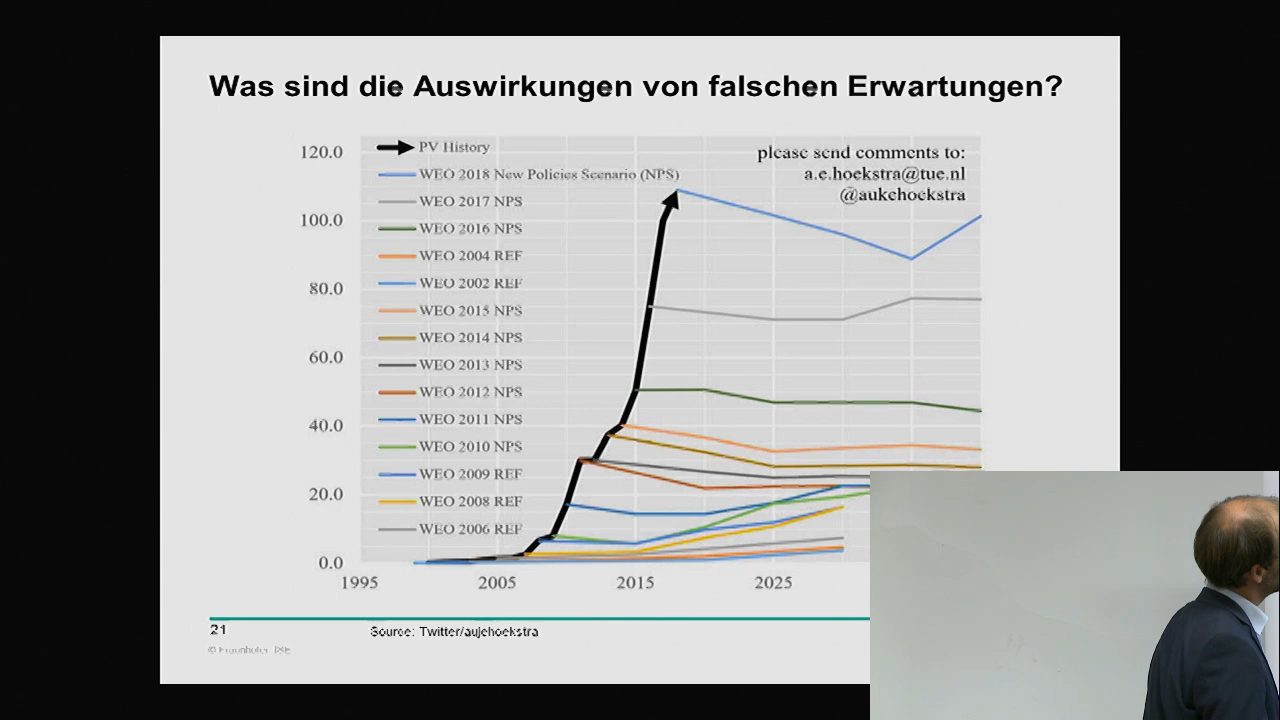 Was sind die Auswirkungen von falschen Erwartungen?
PV History
WEO 2018 New Policies Scenario (NPS)
WEO 2017 NPS
WEO 2016 NPS
WEO 2004 REF
WEO 2002 REF
WEO 2015 NPS
WEO 2014 NPS
WEO 2013 NPS
WEO 2012 NPS
WEO 2011 NPS
WEO 2010 NPS
WEO 2009 REF
WEO 2008 REF
WEO 2006 REF
please send comments to:
a.e.hoekstra@tue.nl
@aukehoekstra
120.0
100.0
80.0
60.0
40.0
20.0
0.0
1995 2005 2015 2025
21
Source: Twitter/aujehoekstra
© Fraunhofer ISE